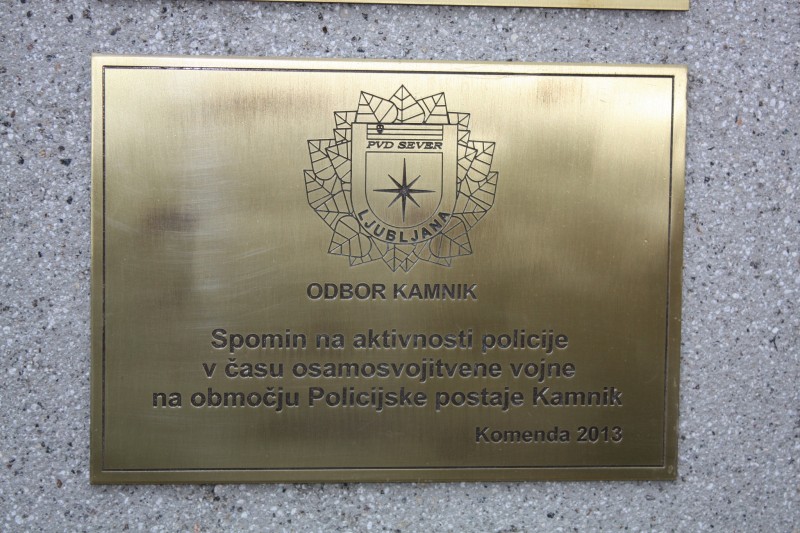 PVD SEVER
LJUBLJANA
ODBOR KAMNIK
Spomin na aktivnosti policije
v času osamosvojitvene vojne
na območju Policijske postaje Kamnik
Komenda 2013